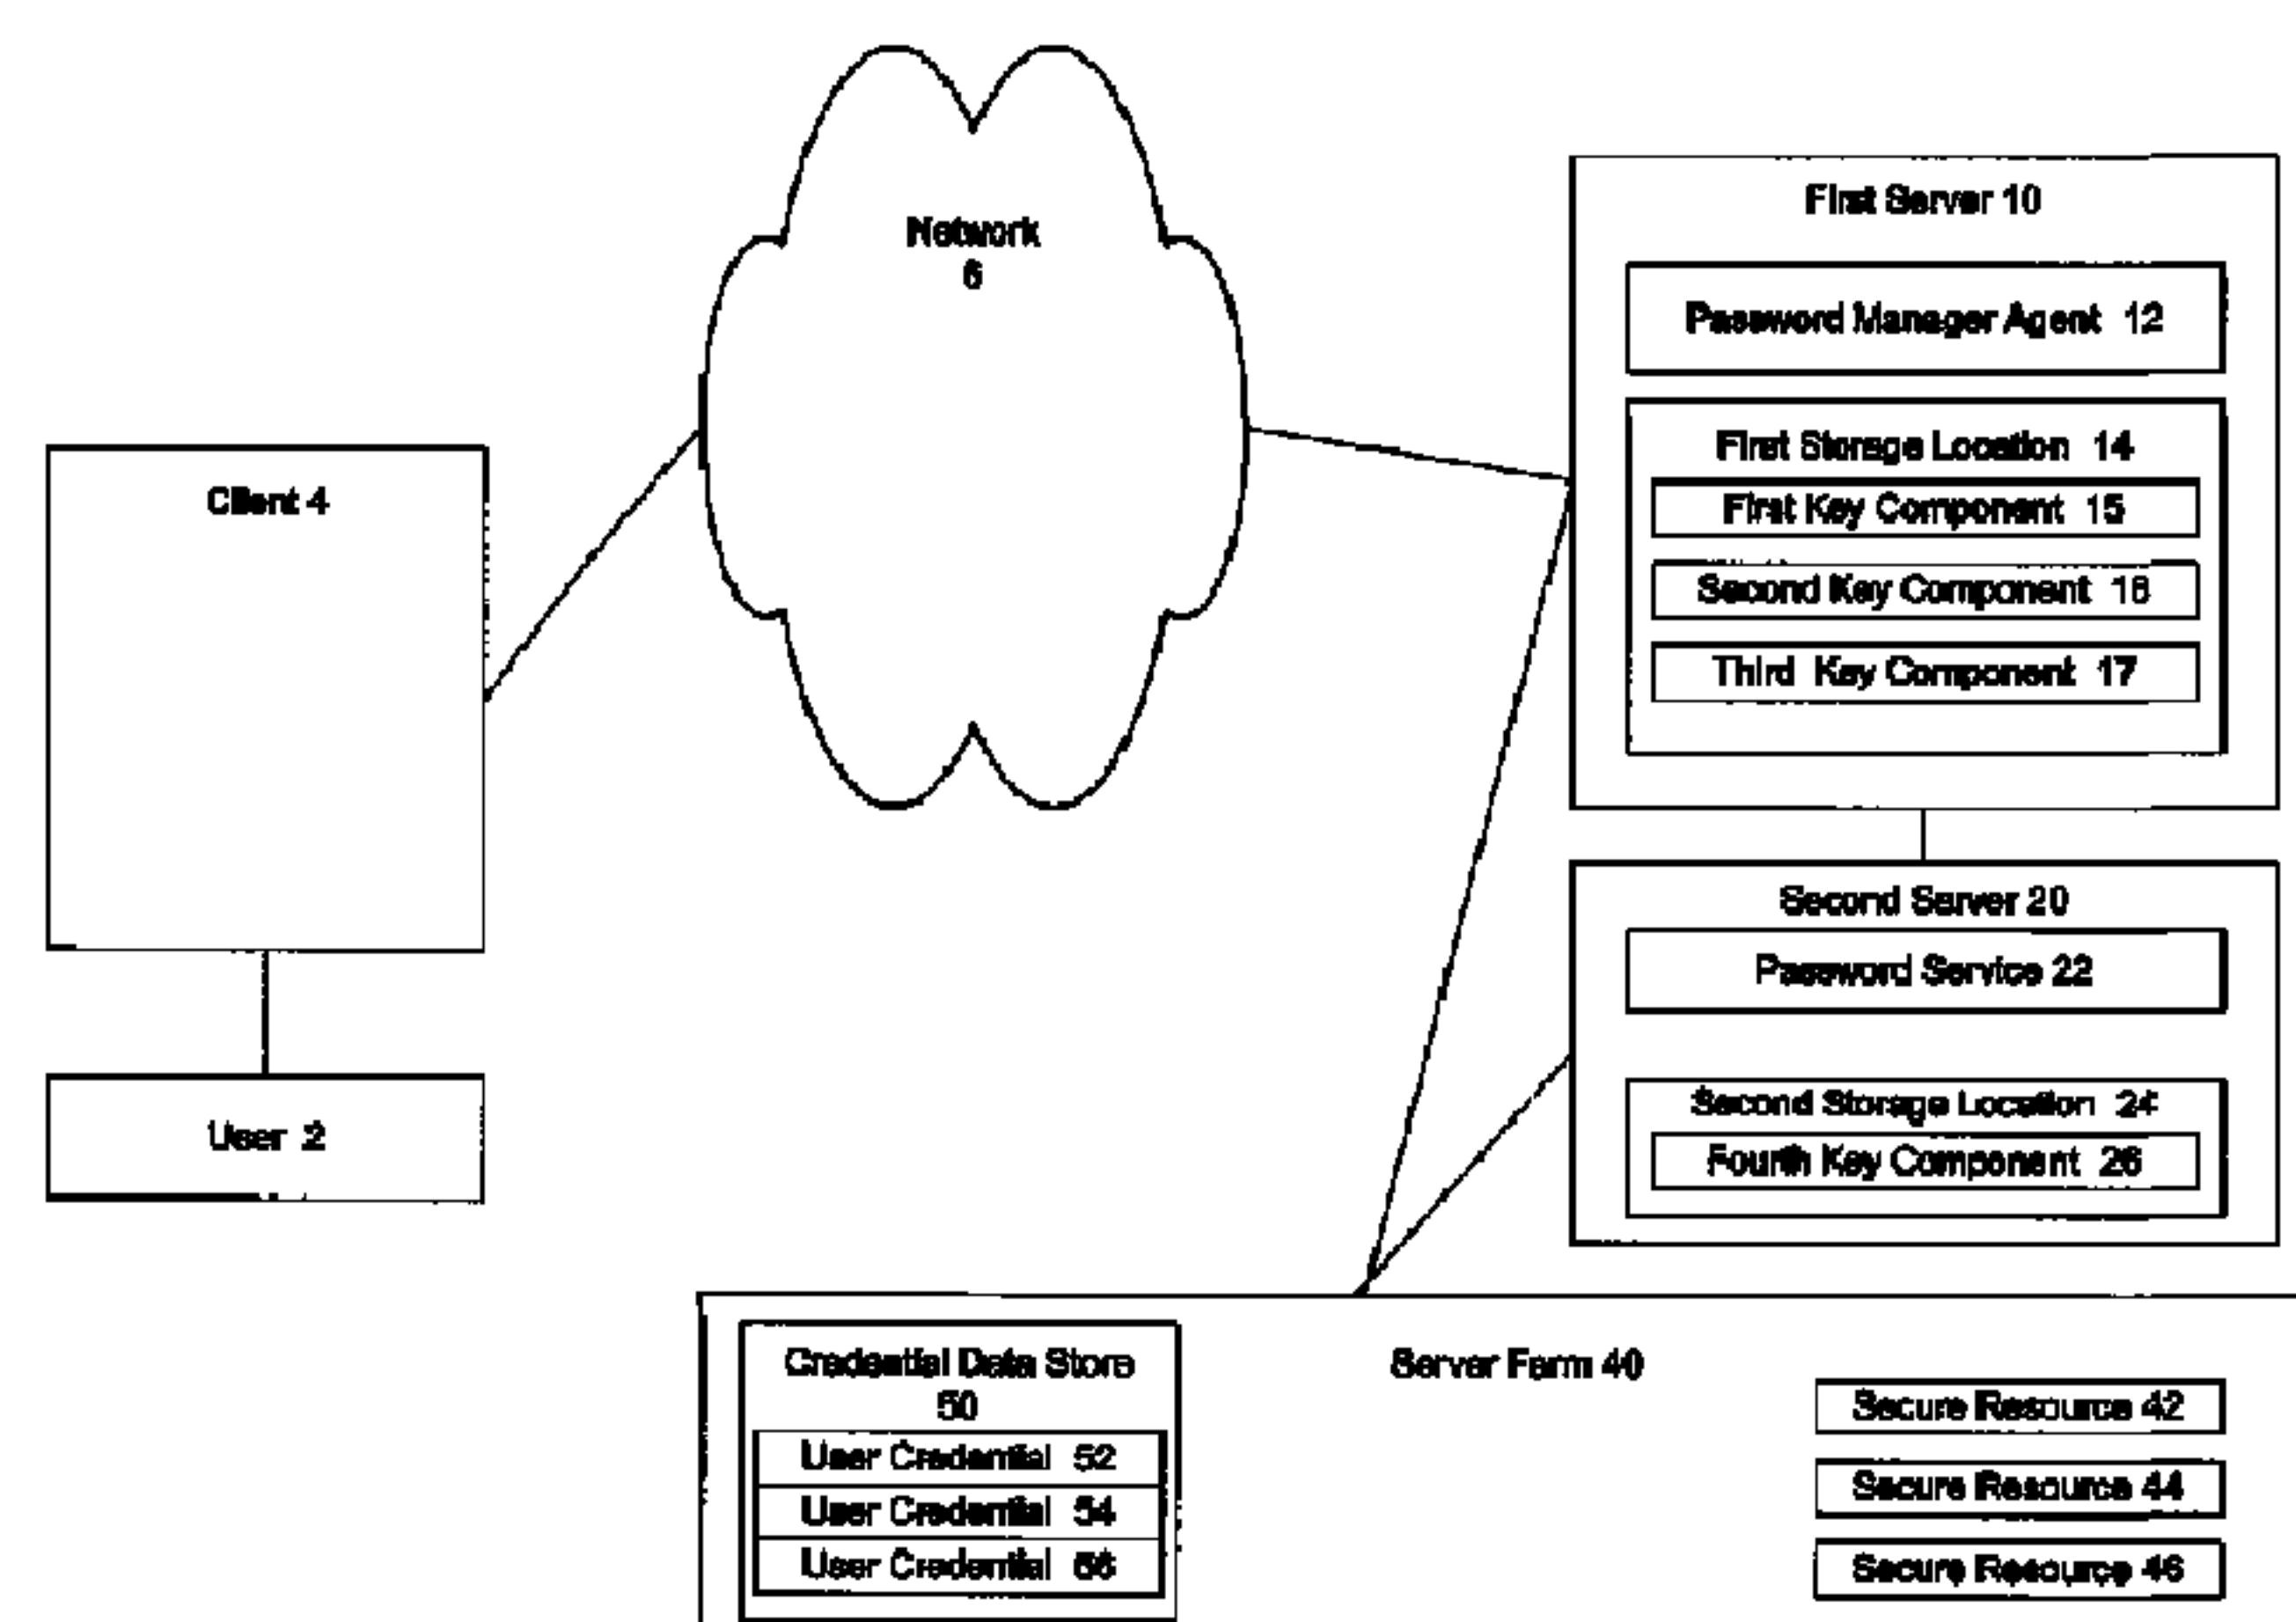 Network
6
First Server 10
Password Manager Agent 12
First Storage Location 14
First Key Component 15
Second Key Component 16
Third Key Component 17
Client 4
Second Server 20
Password Service 22
Second Storage Location 24
Fourth Key Component 26
User 2
Credential Data Store
50
User Credential 52
User Credential 54
User Credential 56
Server Farm 40
Secure Resource 42
Secure Resource 44
Secure Resource 46